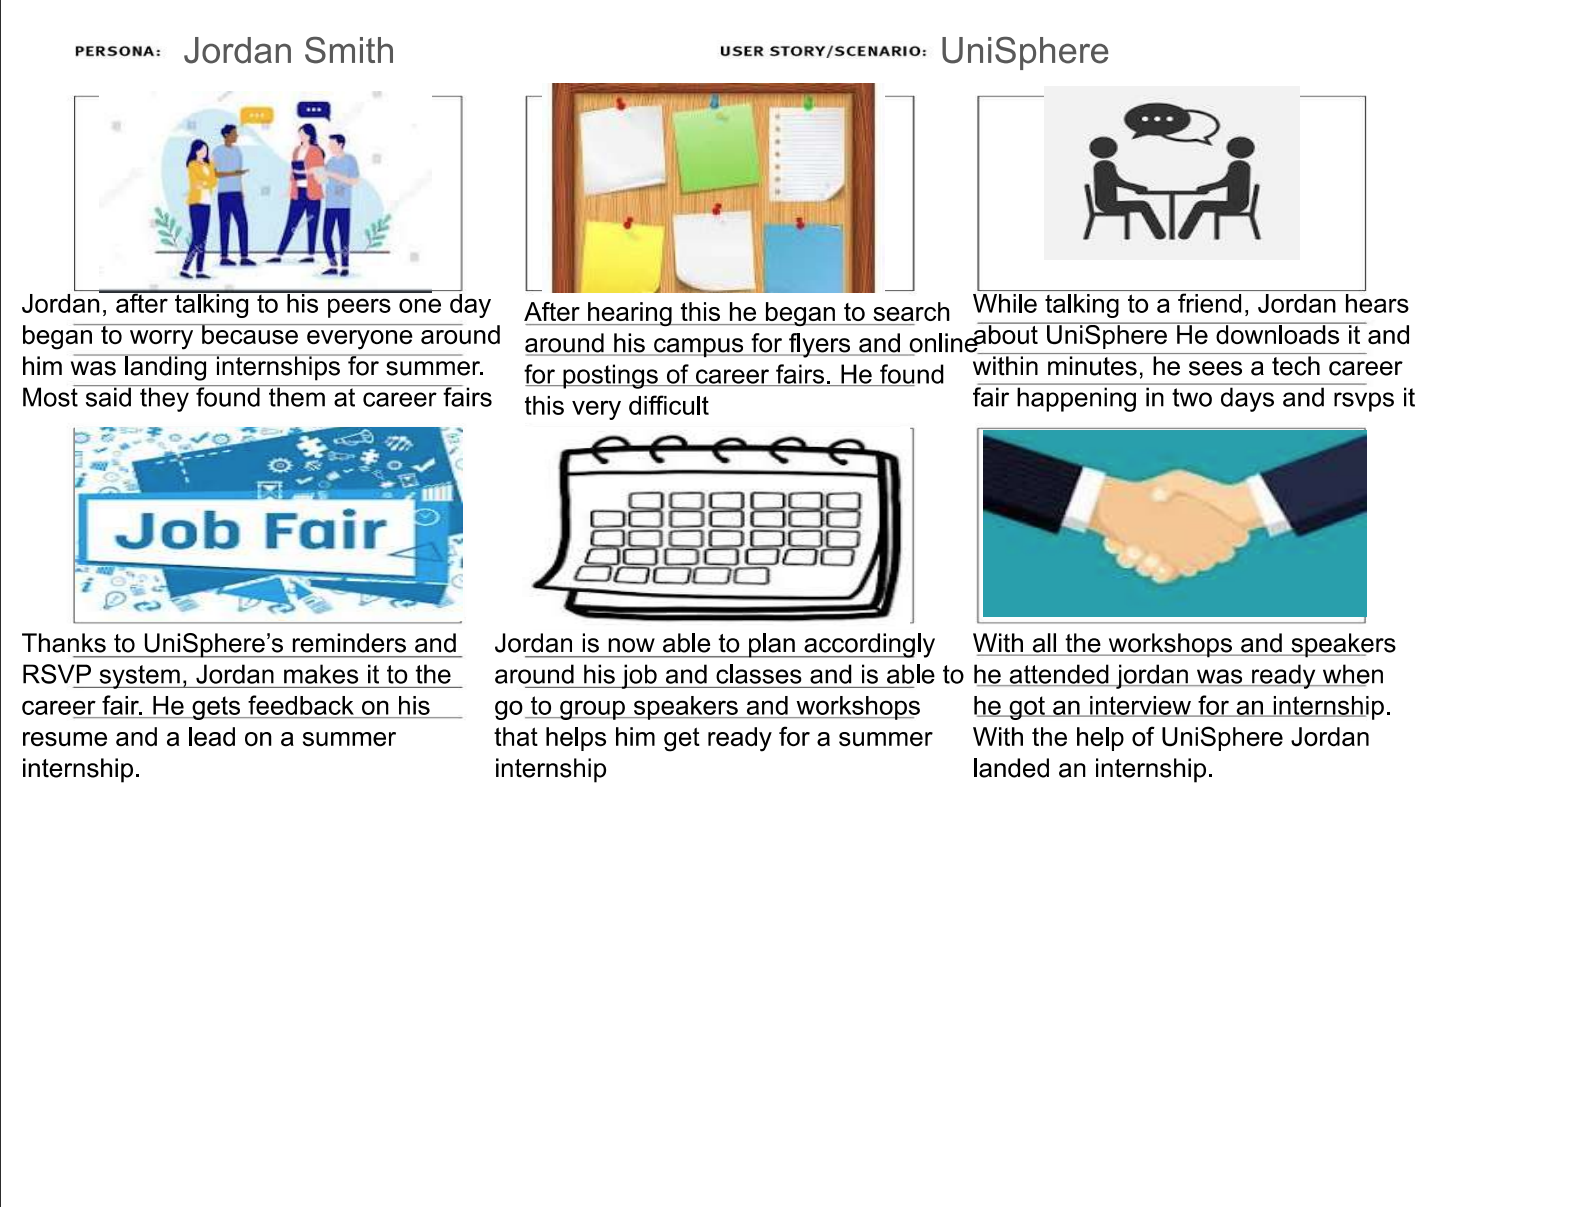 PERSONA: Jordan Smith
USER STORY/SCENARIO: UniSphere
Jordan, after talking to his peers one day
began to worry because everyone around
him was landing internships for summer.
Most said they found them at career fairs
After hearing this he began to search
around his campus for flyers and online
for postings of career fairs. He found
this very difficult
While talking to a friend, Jordan hears
about UniSphere He downloads it and
within minutes, he sees a tech career
fair happening in two days and rsvps it
Job Fair
Thanks to UniSphere’s reminders and
RSVP system, Jordan makes it to the
career fair. He gets feedback on his
resume and a lead on a summer
internship.
Jordan is now able to plan accordingly
around his job and classes and is able to
go to group speakers and workshops
that helps him get ready for a summer
internship
With all the workshops and speakers
he attended jordan was ready when
he got an interview for an internship.
With the help of UniSphere Jordan
landed an internship.